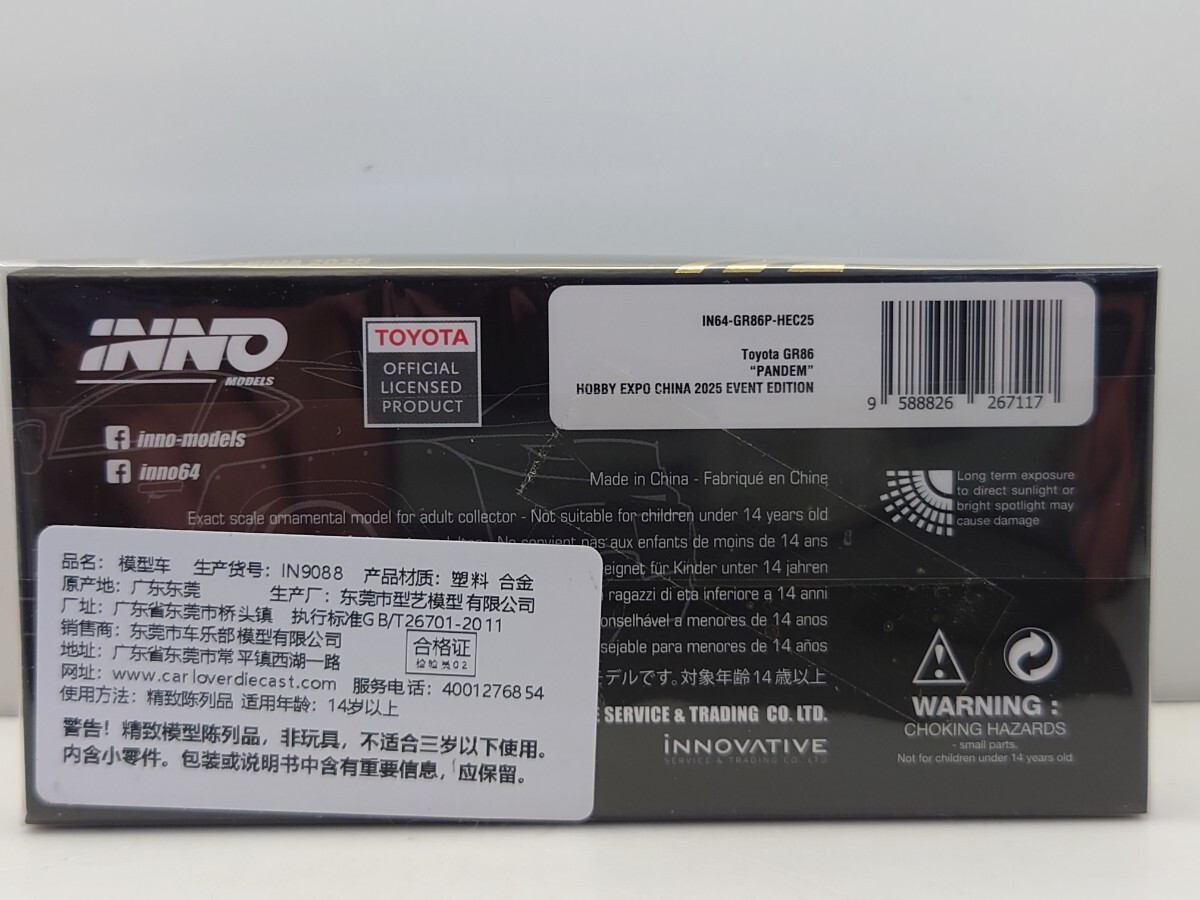 INNO
MODELS
inno-models
inno64
TOYOTA
OFFICIAL
LICENSED
PRODUCT
IN64-GR86P-HEC25
Toyota GR86
“PANDEM”
HOBBY EXPO CHINA 2025 EVENT EDITION
9 588826 267117
Made in China - Fabriqué en Chine
Exact scale ornamental model for adult collector - Not suitable for children under 14 years old
No convient pas aux enfants de moins de 14 ans
eignet für Kinder unter 14 jahren
ragazzi di eta inferiore a 14 anni
onselhável a menores de 14 anos
sejable para menores de 14 años
モデルです。対象年齢14歳以上
E SERVICE & TRADING CO. LTD.
INNOVATIVE
SERVICE & TRADING CO. LTD
Long term exposure
to direct sunlight or
bright spotlight may
cause damage
WARNING :
CHOKING HAZARDS
- small parts.
Not for children under 14 years old
品名： 模型车 生产货号：IN9088 产品材质：塑料 合金
原产地：广东东莞 生产厂：东莞市型艺模型有限公司
厂址：广东省东莞市桥头镇 执行标准GB/T26701-2011
销售商：东莞市车乐部模型有限公司
地址：广东省东莞市常平镇西湖一路
合格证
检验员02
网址：www.carloverdiecast.com 服务电话：4001276854
使用方法：精致陈列品 适用年龄：14岁以上
警告！精致模型陈列品，非玩具，不适合三岁以下使用。
内含小零件。包装或说明书中含有重要信息，应保留。